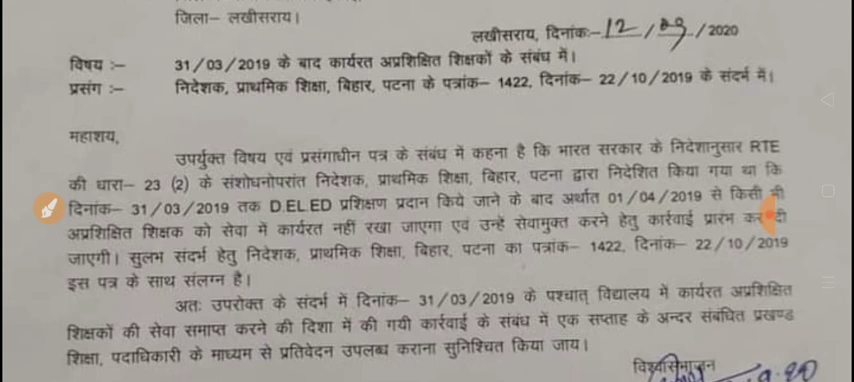 जिला– लखीसराय।
लखीसराय, दिनांकः–12/09/2020
विषय :– 31/03/2019 के बाद कार्यरत अप्रशिक्षित शिक्षकों के संबंध में।
प्रसंग :– निदेशक, प्राथमिक शिक्षा, बिहार, पटना के पत्रांक– 1422, दिनांक– 22/10/2019 के संदर्भ में।
महाशय,
उपर्युक्त विषय एवं प्रसंगाधीन पत्र के संबंध में कहना है कि भारत सरकार के निदेशानुसार RTE
की धारा– 23 (2) के संशोधनोपरांत निदेशक, प्राथमिक शिक्षा, बिहार, पटना द्वारा निदेशित किया गया था कि
दिनांक– 31/03/2019 तक D.EL.ED प्रशिक्षण प्रदान किये जाने के बाद अर्थात 01/04/2019 से किसी भी
अप्रशिक्षित शिक्षक को सेवा में कार्यरत नहीं रखा जाएगा एवं उन्हें सेवामुक्त करने हेतु कार्रवाई प्रारंभ कर दी
जाएगी। सुलभ संदर्भ हेतु निदेशक, प्राथमिक शिक्षा, बिहार, पटना का पत्रांक– 1422, दिनांक– 22/10/2019
इस पत्र के साथ संलग्न है।
अतः उपरोक्त के संदर्भ में दिनांक– 31/03/2019 के पश्चात् विद्यालय में कार्यरत अप्रशिक्षित
शिक्षकों की सेवा समाप्त करने की दिशा में की गयी कार्रवाई के संबंध में एक सप्ताह के अन्दर संबंधित प्रखण्ड
शिक्षा, पदाधिकारी के माध्यम से प्रतिवेदन उपलब्ध कराना सुनिश्चित किया जाय।
विश्वासभाजन